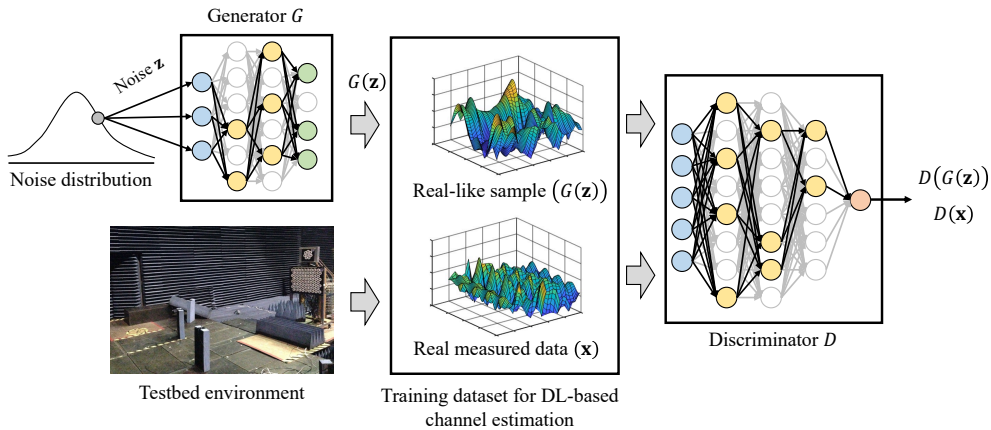 Generator G
Noise z
Noise distribution
G(z)
Real-like sample (G(z))
Real measured data (x)
Testbed environment
Training dataset for DL-based
channel estimation
D(G(z))
D(x)
Discriminator D